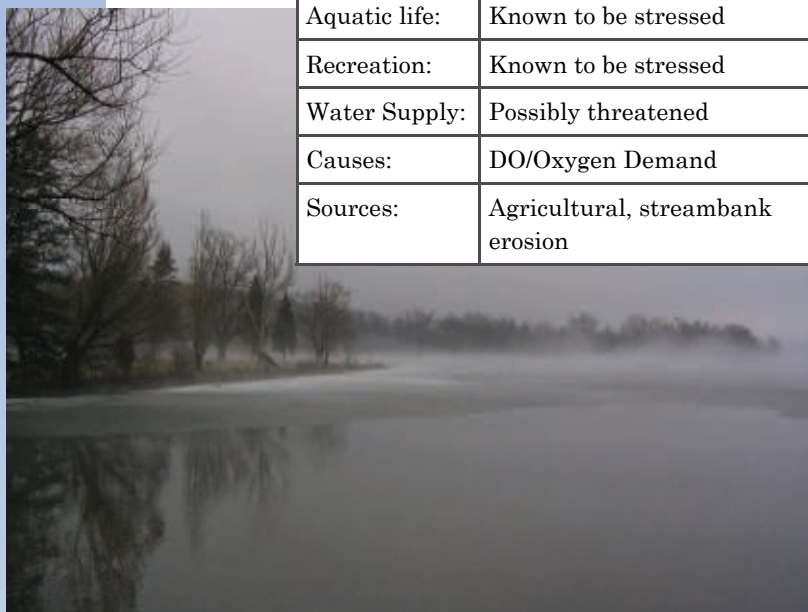 Aquatic life: Known to be stressed
Recreation: Known to be stressed
Water Supply: Possibly threatened
Causes: DO/Oxygen Demand
Sources: Agricultural, streambank
erosion